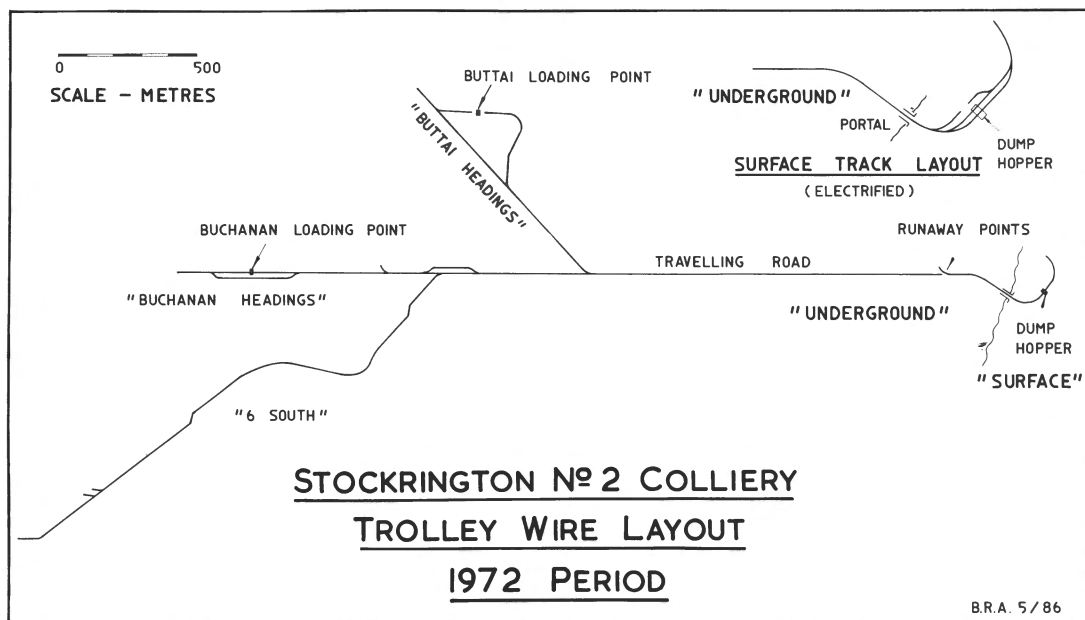 0 500
SCALE - METRES
BUTTAI LOADING POINT
"BUTTAI HEADINGS"
"UNDERGROUND"
PORTAL
DUMP
HOPPER
SURFACE TRACK LAYOUT
(ELECTRIFIED)
BUCHANAN LOADING POINT
"BUCHANAN HEADINGS"
TRAVELLING ROAD
RUNAWAY POINTS
"UNDERGROUND"
DUMP
HOPPER
"SURFACE"
"6 SOUTH"
STOCKRINGTON Nº 2 COLLIERY
TROLLEY WIRE LAYOUT
1972 PERIOD
B.R.A. 5/86